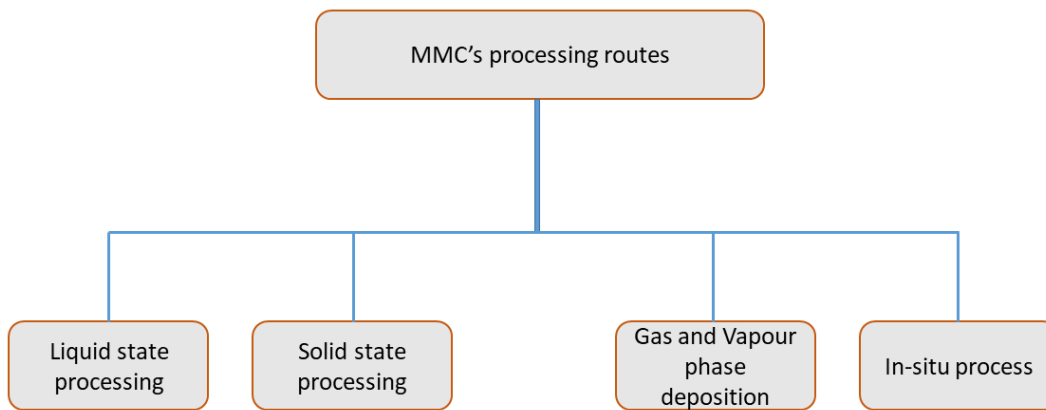 MMC’s processing routes
Liquid state
processing
Solid state
processing
Gas and Vapour
phase
deposition
In-situ process